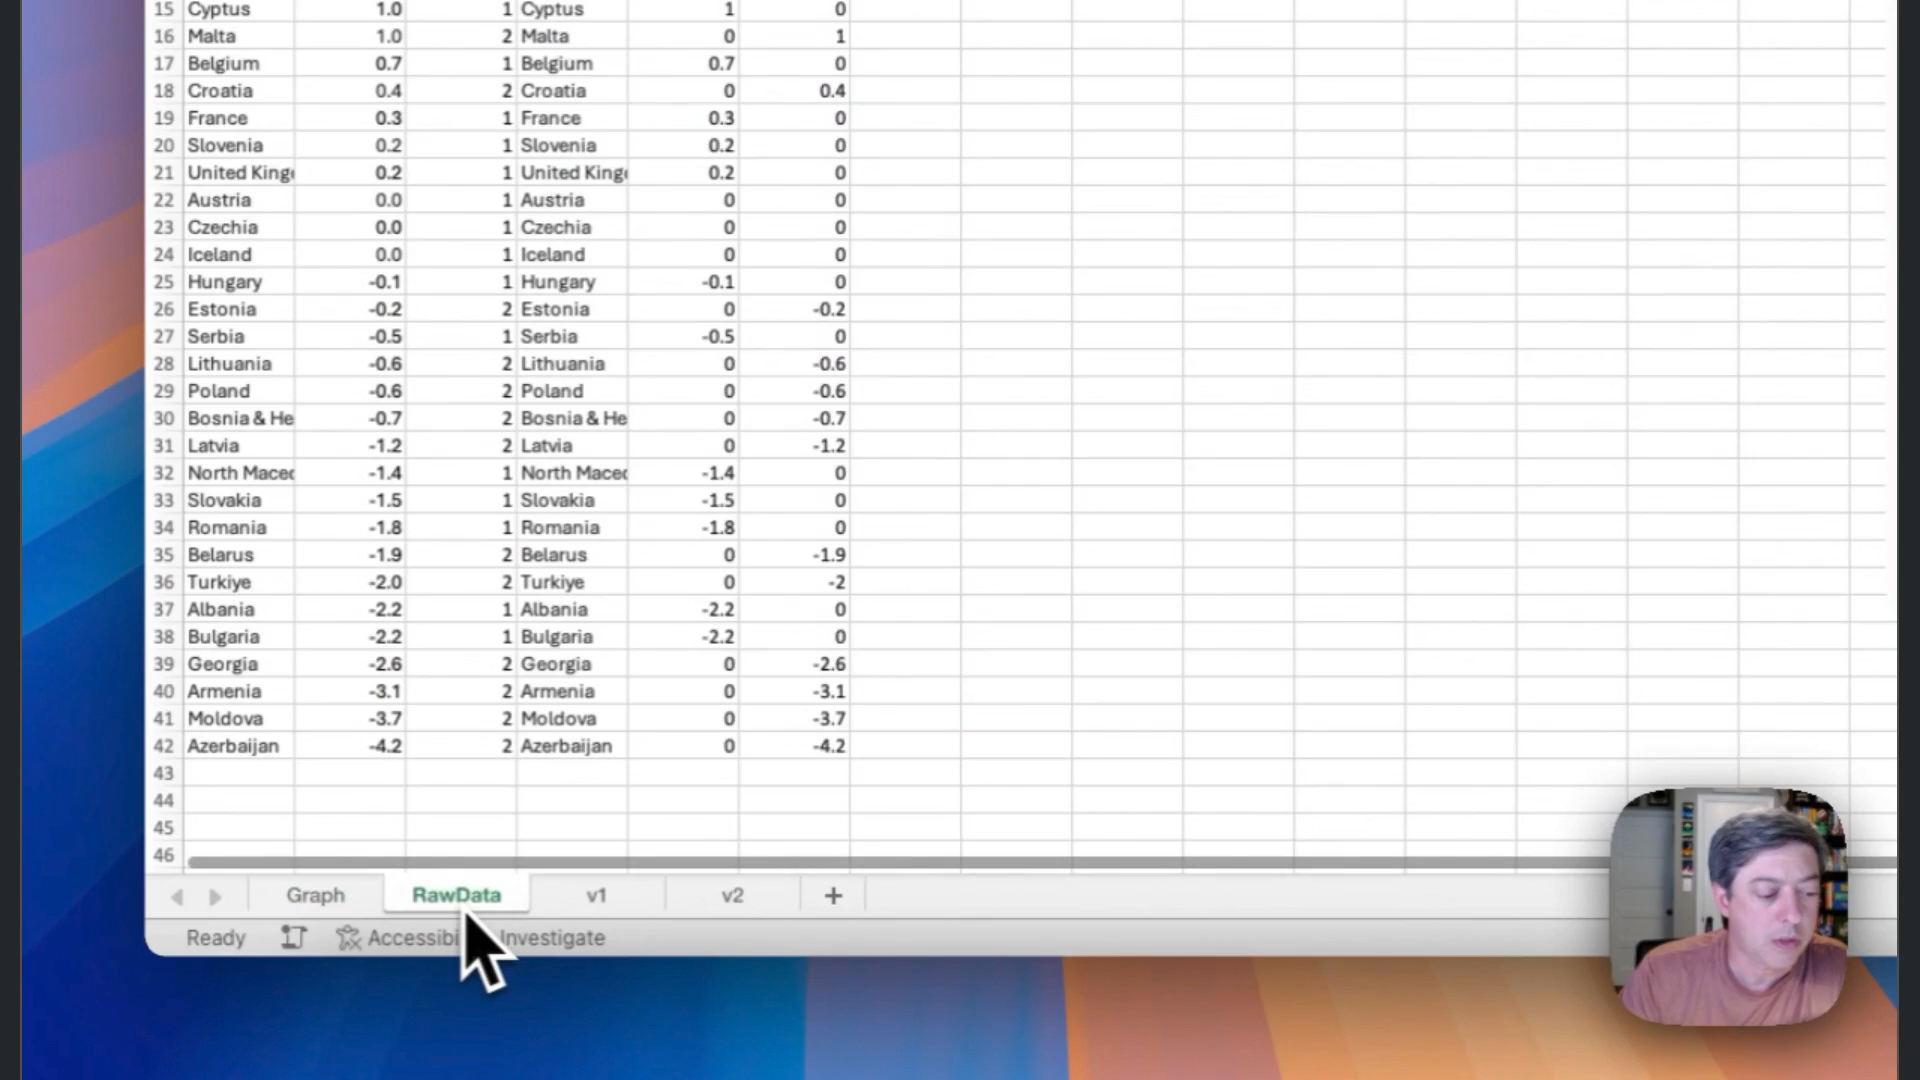 15 Cyptus 1.0 1 Cyptus 1 0
16 Malta 1.0 2 Malta 0 1
17 Belgium 0.7 1 Belgium 0.7 0
18 Croatia 0.4 2 Croatia 0 0.4
19 France 0.3 1 France 0.3 0
20 Slovenia 0.2 1 Slovenia 0.2 0
21 United King 0.2 1 United King 0.2 0
22 Austria 0.0 1 Austria 0 0
23 Czechia 0.0 1 Czechia 0 0
24 Iceland 0.0 1 Iceland 0 0
25 Hungary -0.1 1 Hungary -0.1 0
26 Estonia -0.2 2 Estonia 0 -0.2
27 Serbia -0.5 1 Serbia -0.5 0
28 Lithuania -0.6 2 Lithuania 0 -0.6
29 Poland -0.6 2 Poland 0 -0.6
30 Bosnia & He -0.7 2 Bosnia & He 0 -0.7
31 Latvia -1.2 2 Latvia 0 -1.2
32 North Maced -1.4 1 North Maced -1.4 0
33 Slovakia -1.5 1 Slovakia -1.5 0
34 Romania -1.8 1 Romania -1.8 0
35 Belarus -1.9 2 Belarus 0 -1.9
36 Turkiye -2.0 2 Turkiye 0 -2
37 Albania -2.2 1 Albania -2.2 0
38 Bulgaria -2.2 1 Bulgaria -2.2 0
39 Georgia -2.6 2 Georgia 0 -2.6
40 Armenia -3.1 2 Armenia 0 -3.1
41 Moldova -3.7 2 Moldova 0 -3.7
42 Azerbaijan -4.2 2 Azerbaijan 0 -4.2
43
44
45
46
Graph RawData v1 v2 +
Ready Accessibi Investigate